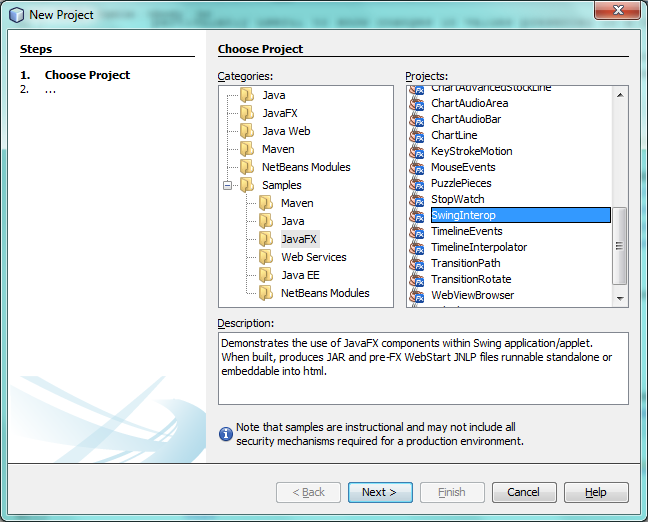 New Project
Steps
1. Choose Project
2. ...
Choose Project
Categories:
Java
JavaFX
Java Web
Maven
NetBeans Modules
Samples
Maven
Java
JavaFX
Web Services
Java EE
NetBeans Modules
Projects:
ChartAdvancedStockLine
ChartAudioArea
ChartAudioBar
ChartLine
KeyStrokeMotion
MouseEvents
PuzzlePieces
StopWatch
SwingInterop
TimelineEvents
TimelineInterpolator
TransitionPath
TransitionRotate
WebViewBrowser
Description:
Demonstrates the use of JavaFX components within Swing application/applet.
When built, produces JAR and pre-FX WebStart JNLP files runnable standalone or
embeddable into html.
Note that samples are instructional and may not include all
security mechanisms required for a production environment.
< Back
Next >
Finish
Cancel
Help